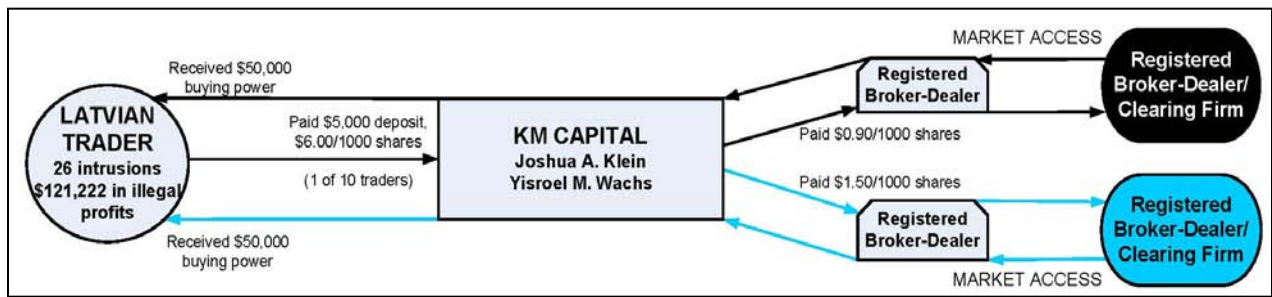 LATVIAN
TRADER
26 intrusions
$121,222 in illegal
profits
Received $50,000
buying power
Paid $5,000 deposit,
$6.00/1000 shares
(1 of 10 traders)
Received $50,000
buying power
KM CAPITAL
Joshua A. Klein
Yisroel M. Wachs
MARKET ACCESS
Registered
Broker-Dealer
Paid $0.90/1000 shares
Registered
Broker-Dealer/
Clearing Firm
Paid $1.50/1000 shares
Registered
Broker-Dealer
MARKET ACCESS
Registered
Broker-Dealer/
Clearing Firm